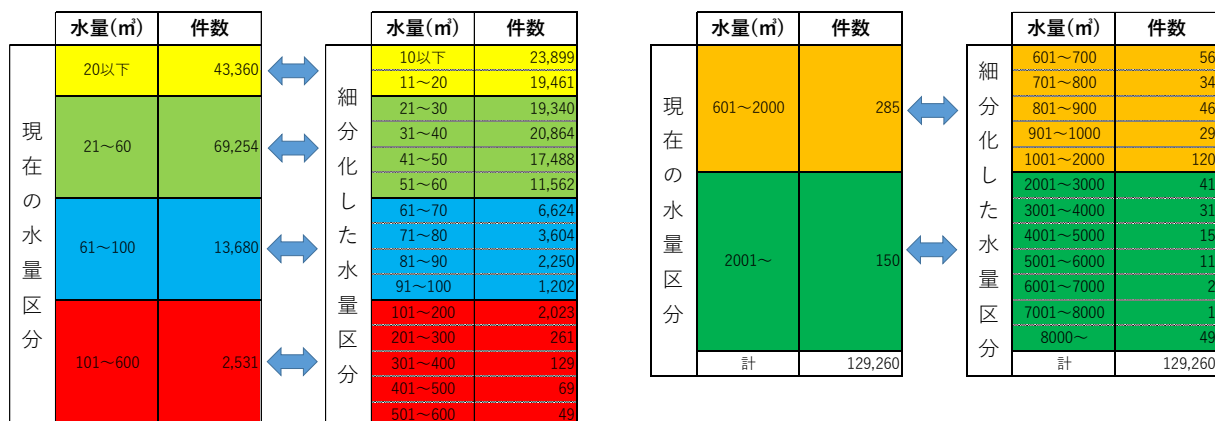 水量(㎥) 件数
現在の水量区分
20以下 43,360
21～60 69,254
61～100 13,680
101～600 2,531
水量(㎥) 件数
細分化した水量区分
10以下 23,899
11～20 19,461
21～30 19,340
31～40 20,864
41～50 17,488
51～60 11,562
61～70 6,624
71～80 3,604
81～90 2,250
91～100 1,202
101～200 2,023
201～300 261
301～400 129
401～500 69
501～600 49
水量(㎥) 件数
現在の水量区分
601～2000 285
2001～ 150
計 129,260
水量(㎥) 件数
細分化した水量区分
601～700 56
701～800 34
801～900 46
901～1000 29
1001～2000 120
2001～3000 41
3001～4000 31
4001～5000 15
5001～6000 11
6001～7000 2
7001～8000 1
8000～ 49
計 129,260